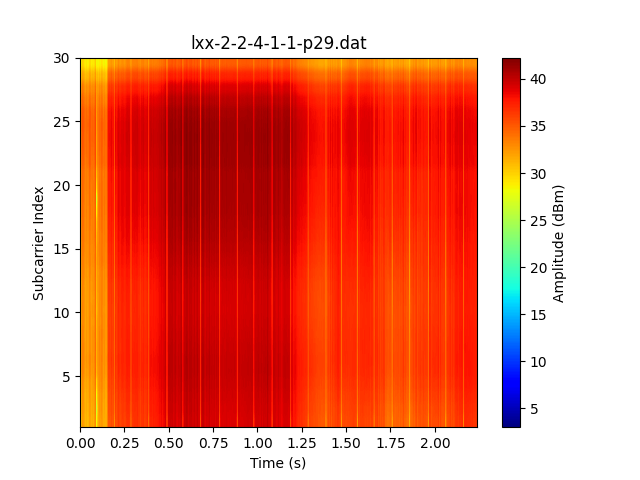 lxx-2-2-4-1-1-p29.dat
30
25
20
15
10
5
Subcarrier Index
0.00 0.25 0.50 0.75 1.00 1.25 1.50 1.75 2.00
Time (s)
40
35
30
25
20
15
10
5
Amplitude (dBm)